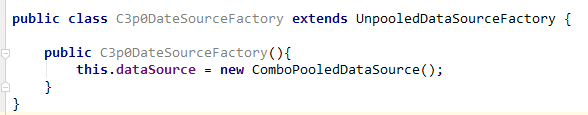 public class C3p0DateSourceFactory extends UnpooledDataSourceFactory {
public C3p0DateSourceFactory(){
this.dataSource = new ComboPooledDataSource();
}
}